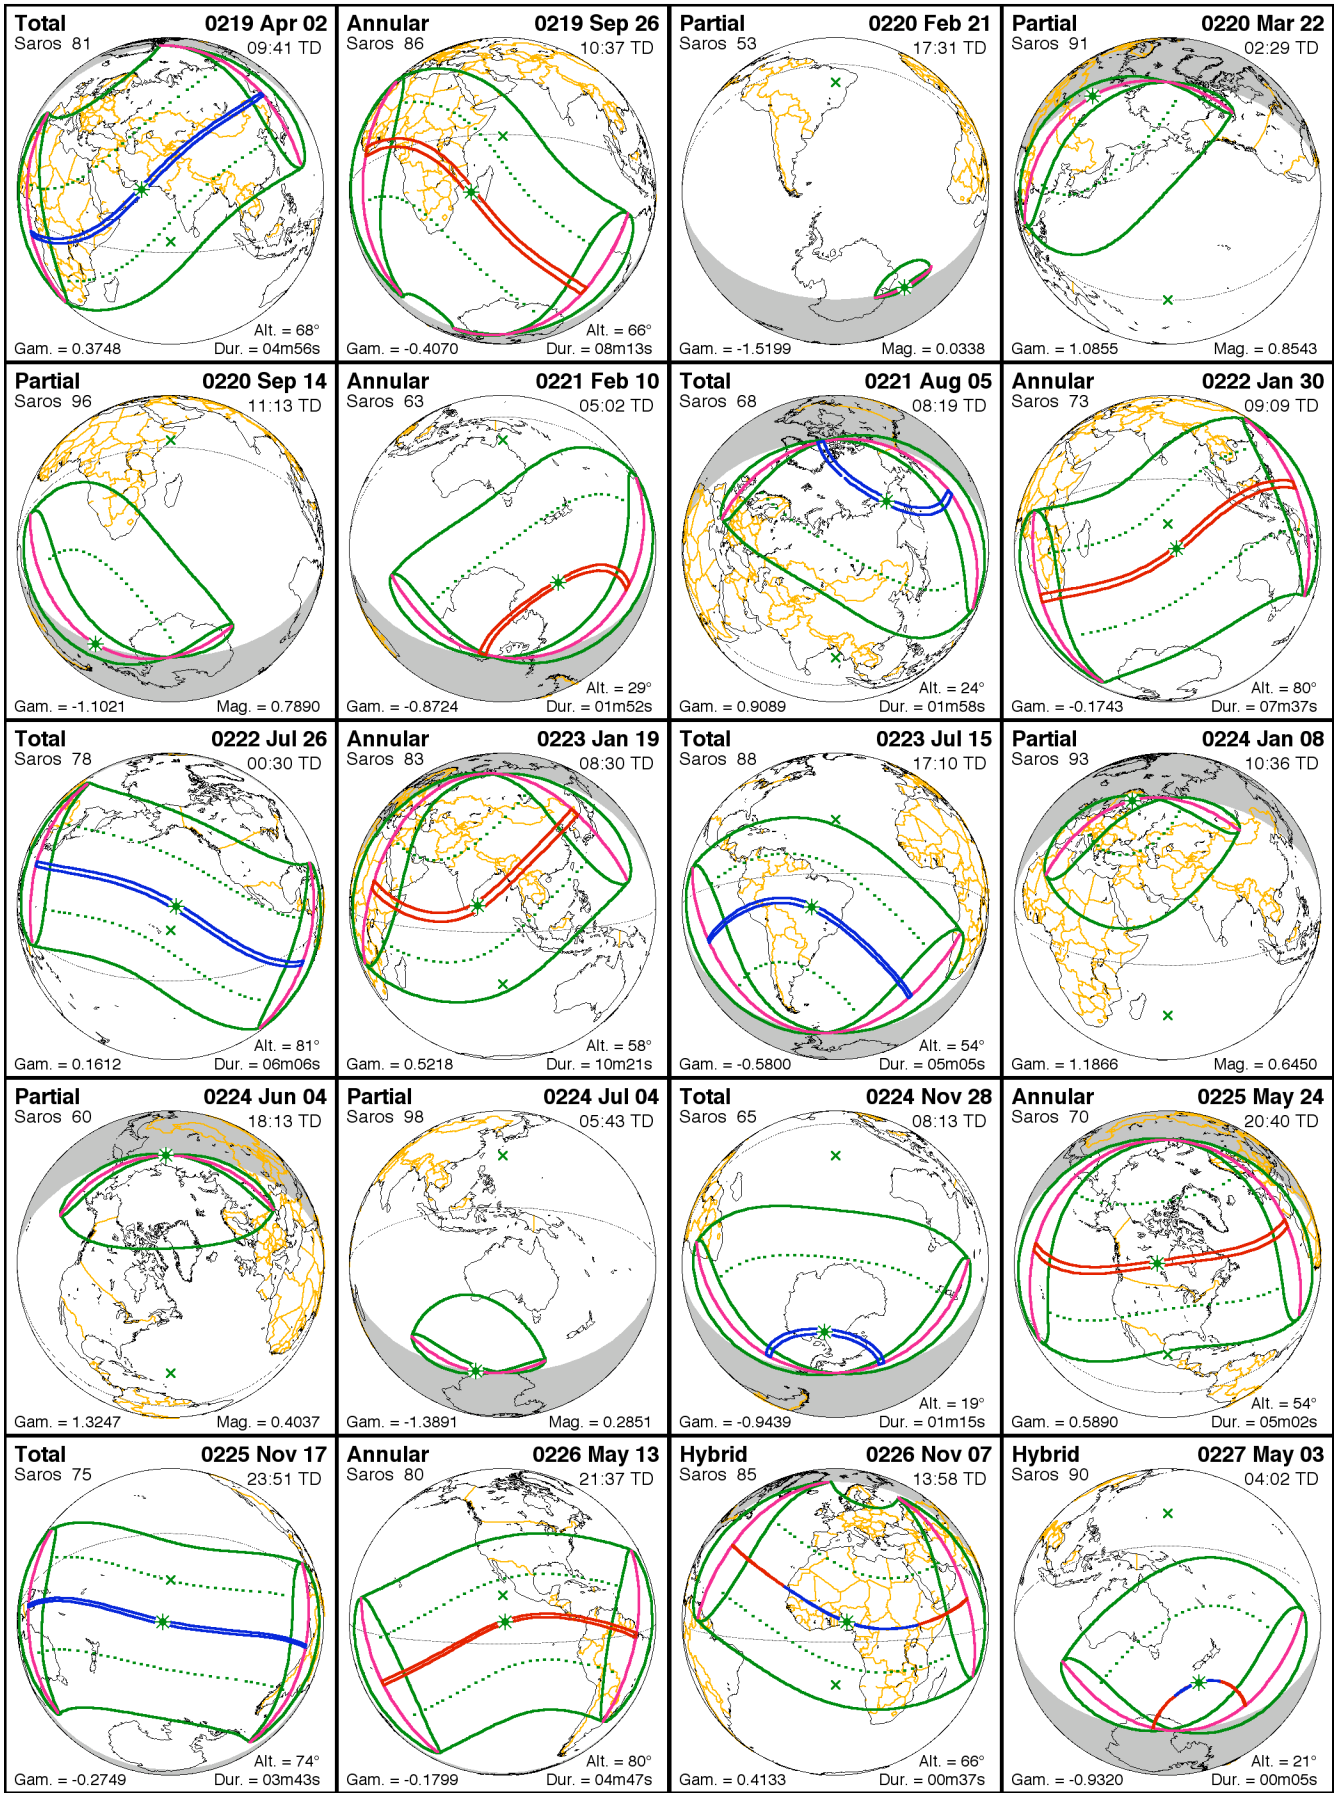 Total 0219 Apr 02
Saros 81 09:41 TD
Alt. = 68°
Gam. = 0.3748 Dur. = 04m56s
Annular 0219 Sep 26
Saros 86 10:37 TD
Alt. = 66°
Gam. = -0.4070 Dur. = 08m13s
Partial 0220 Feb 21
Saros 53 17:31 TD
Gam. = -1.5199 Mag. = 0.0338
Partial 0220 Mar 22
Saros 91 02:29 TD
Gam. = 1.0855 Mag. = 0.8543
Partial 0220 Sep 14
Saros 96 11:13 TD
Gam. = -1.1021 Mag. = 0.7890
Annular 0221 Feb 10
Saros 63 05:02 TD
Alt. = 29°
Gam. = -0.8724 Dur. = 01m52s
Total 0221 Aug 05
Saros 68 08:19 TD
Alt. = 24°
Gam. = 0.9089 Dur. = 01m58s
Annular 0222 Jan 30
Saros 73 09:09 TD
Alt. = 80°
Gam. = -0.1743 Dur. = 07m37s
Total 0222 Jul 26
Saros 78 00:30 TD
Alt. = 81°
Gam. = 0.1612 Dur. = 06m06s
Annular 0223 Jan 19
Saros 83 08:30 TD
Alt. = 58°
Gam. = 0.5218 Dur. = 10m21s
Total 0223 Jul 15
Saros 88 17:10 TD
Alt. = 54°
Gam. = -0.5800 Dur. = 05m05s
Partial 0224 Jan 08
Saros 93 10:36 TD
Gam. = 1.1866 Mag. = 0.6450
Partial 0224 Jun 04
Saros 60 18:13 TD
Gam. = 1.3247 Mag. = 0.4037
Partial 0224 Jul 04
Saros 98 05:43 TD
Gam. = -1.3891 Mag. = 0.2851
Total 0224 Nov 28
Saros 65 08:13 TD
Alt. = 19°
Gam. = -0.9439 Dur. = 01m15s
Annular 0225 May 24
Saros 70 20:40 TD
Alt. = 54°
Gam. = 0.5890 Dur. = 05m02s
Total 0225 Nov 17
Saros 75 23:51 TD
Alt. = 74°
Gam. = -0.2749 Dur. = 03m43s
Annular 0226 May 13
Saros 80 21:37 TD
Alt. = 80°
Gam. = -0.1799 Dur. = 04m47s
Hybrid 0226 Nov 07
Saros 85 13:58 TD
Alt. = 66°
Gam. = 0.4133 Dur. = 00m37s
Hybrid 0227 May 03
Saros 90 04:02 TD
Alt. = 21°
Gam. = -0.9320 Dur. = 00m05s